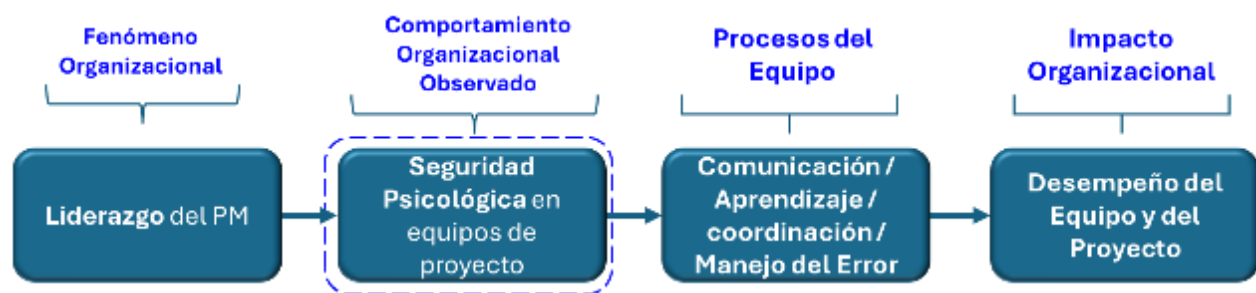 Fenómeno
Organizacional
Comportamiento
Organizacional
Observado
Procesos del
Equipo
Impacto
Organizacional
Liderazgo del PM
Seguridad
Psicológica en
equipos de
proyecto
Comunicación /
Aprendizaje /
coordinación /
Manejo del Error
Desempeño del
Equipo y del
Proyecto